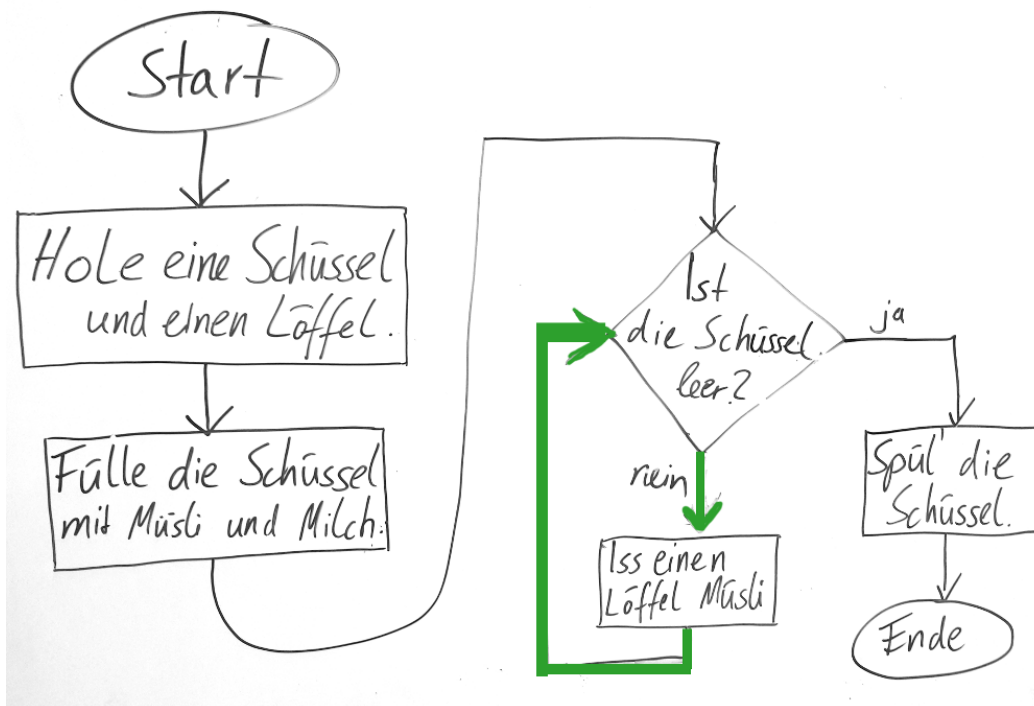 Start
Hole eine Schüssel
und einen Löffel.
Fülle die Schüssel
mit Müsli und Milch.
Ist
die Schüssel
leer?
ja
nein
Iss einen
Löffel Müsli
Spül' die
Schüssel.
Ende